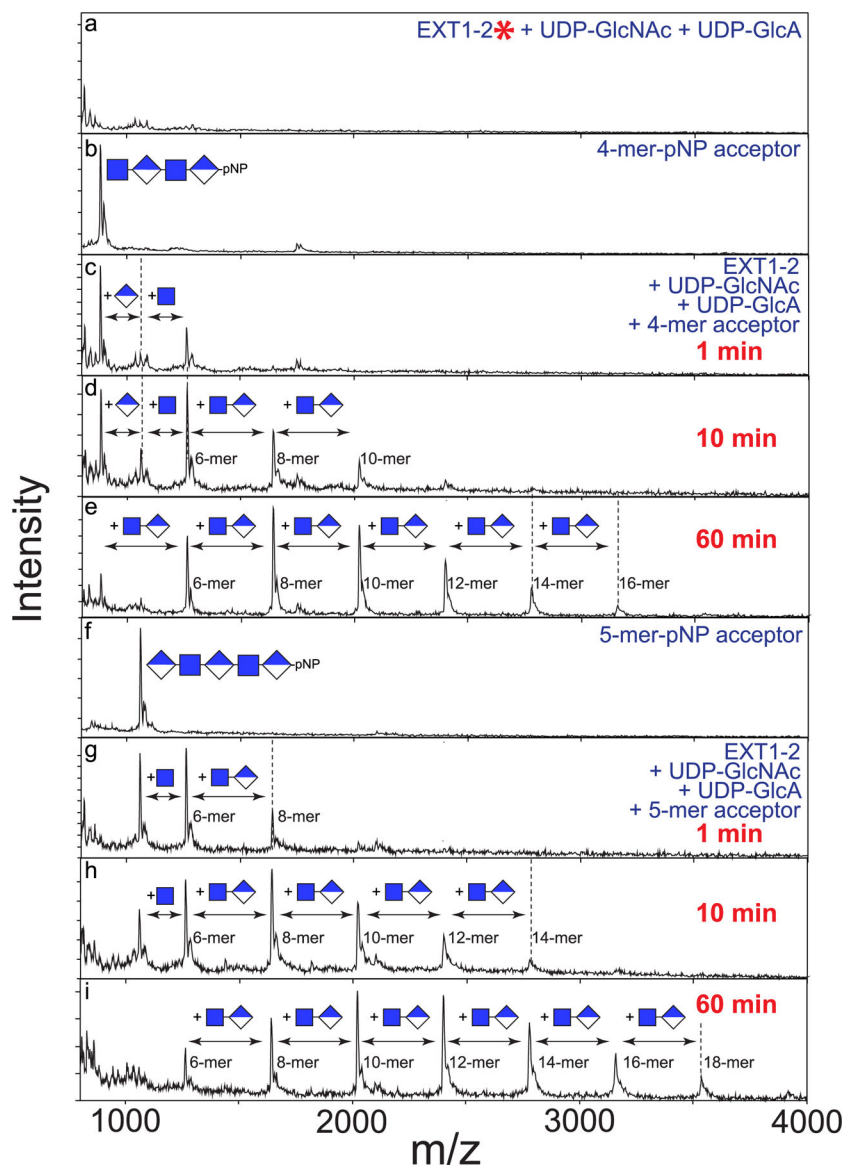 a
EXT1-2* + UDP-GlcNAc + UDP-GlcA
b
4-mer-pNP acceptor
pNP
c
EXT1-2
+ UDP-GlcNAc
+ UDP-GlcA
+ 4-mer acceptor
1 min
+ +
d
10 min
+ + + +
6-mer 8-mer 10-mer
e
60 min
+ + + + + +
6-mer 8-mer 10-mer 12-mer 14-mer 16-mer
f
5-mer-pNP acceptor
pNP
g
EXT1-2
+ UDP-GlcNAc
+ UDP-GlcA
+ 5-mer acceptor
1 min
+ +
6-mer 8-mer
h
10 min
+ + + + +
6-mer 8-mer 10-mer 12-mer 14-mer
i
60 min
+ + + + + +
6-mer 8-mer 10-mer 12-mer 14-mer 16-mer 18-mer
Intensity
1000 2000 3000 4000
m/z